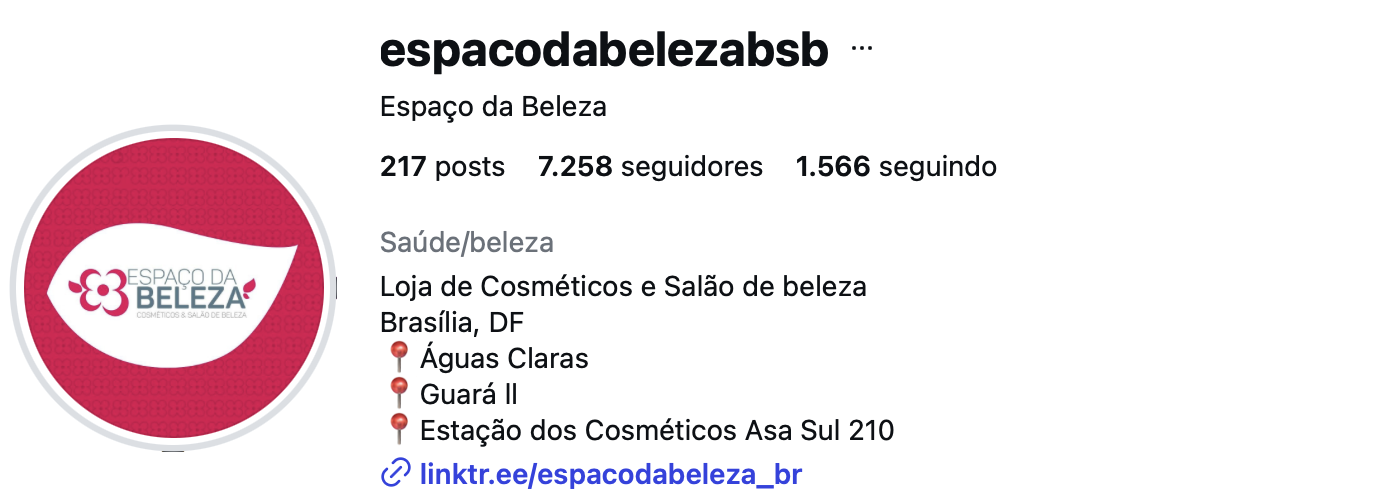 espacodabelezabsb ...
Espaço da Beleza
217 posts 7.258 seguidores 1.566 seguindo
ESPAÇO DA
BELEZA
COSMÉTICOS & SALÃO DE BELEZA
Saúde/beleza
Loja de Cosméticos e Salão de beleza
Brasília, DF
📍 Águas Claras
📍 Guará ll
📍 Estação dos Cosméticos Asa Sul 210
linktr.ee/espacodabeleza_br